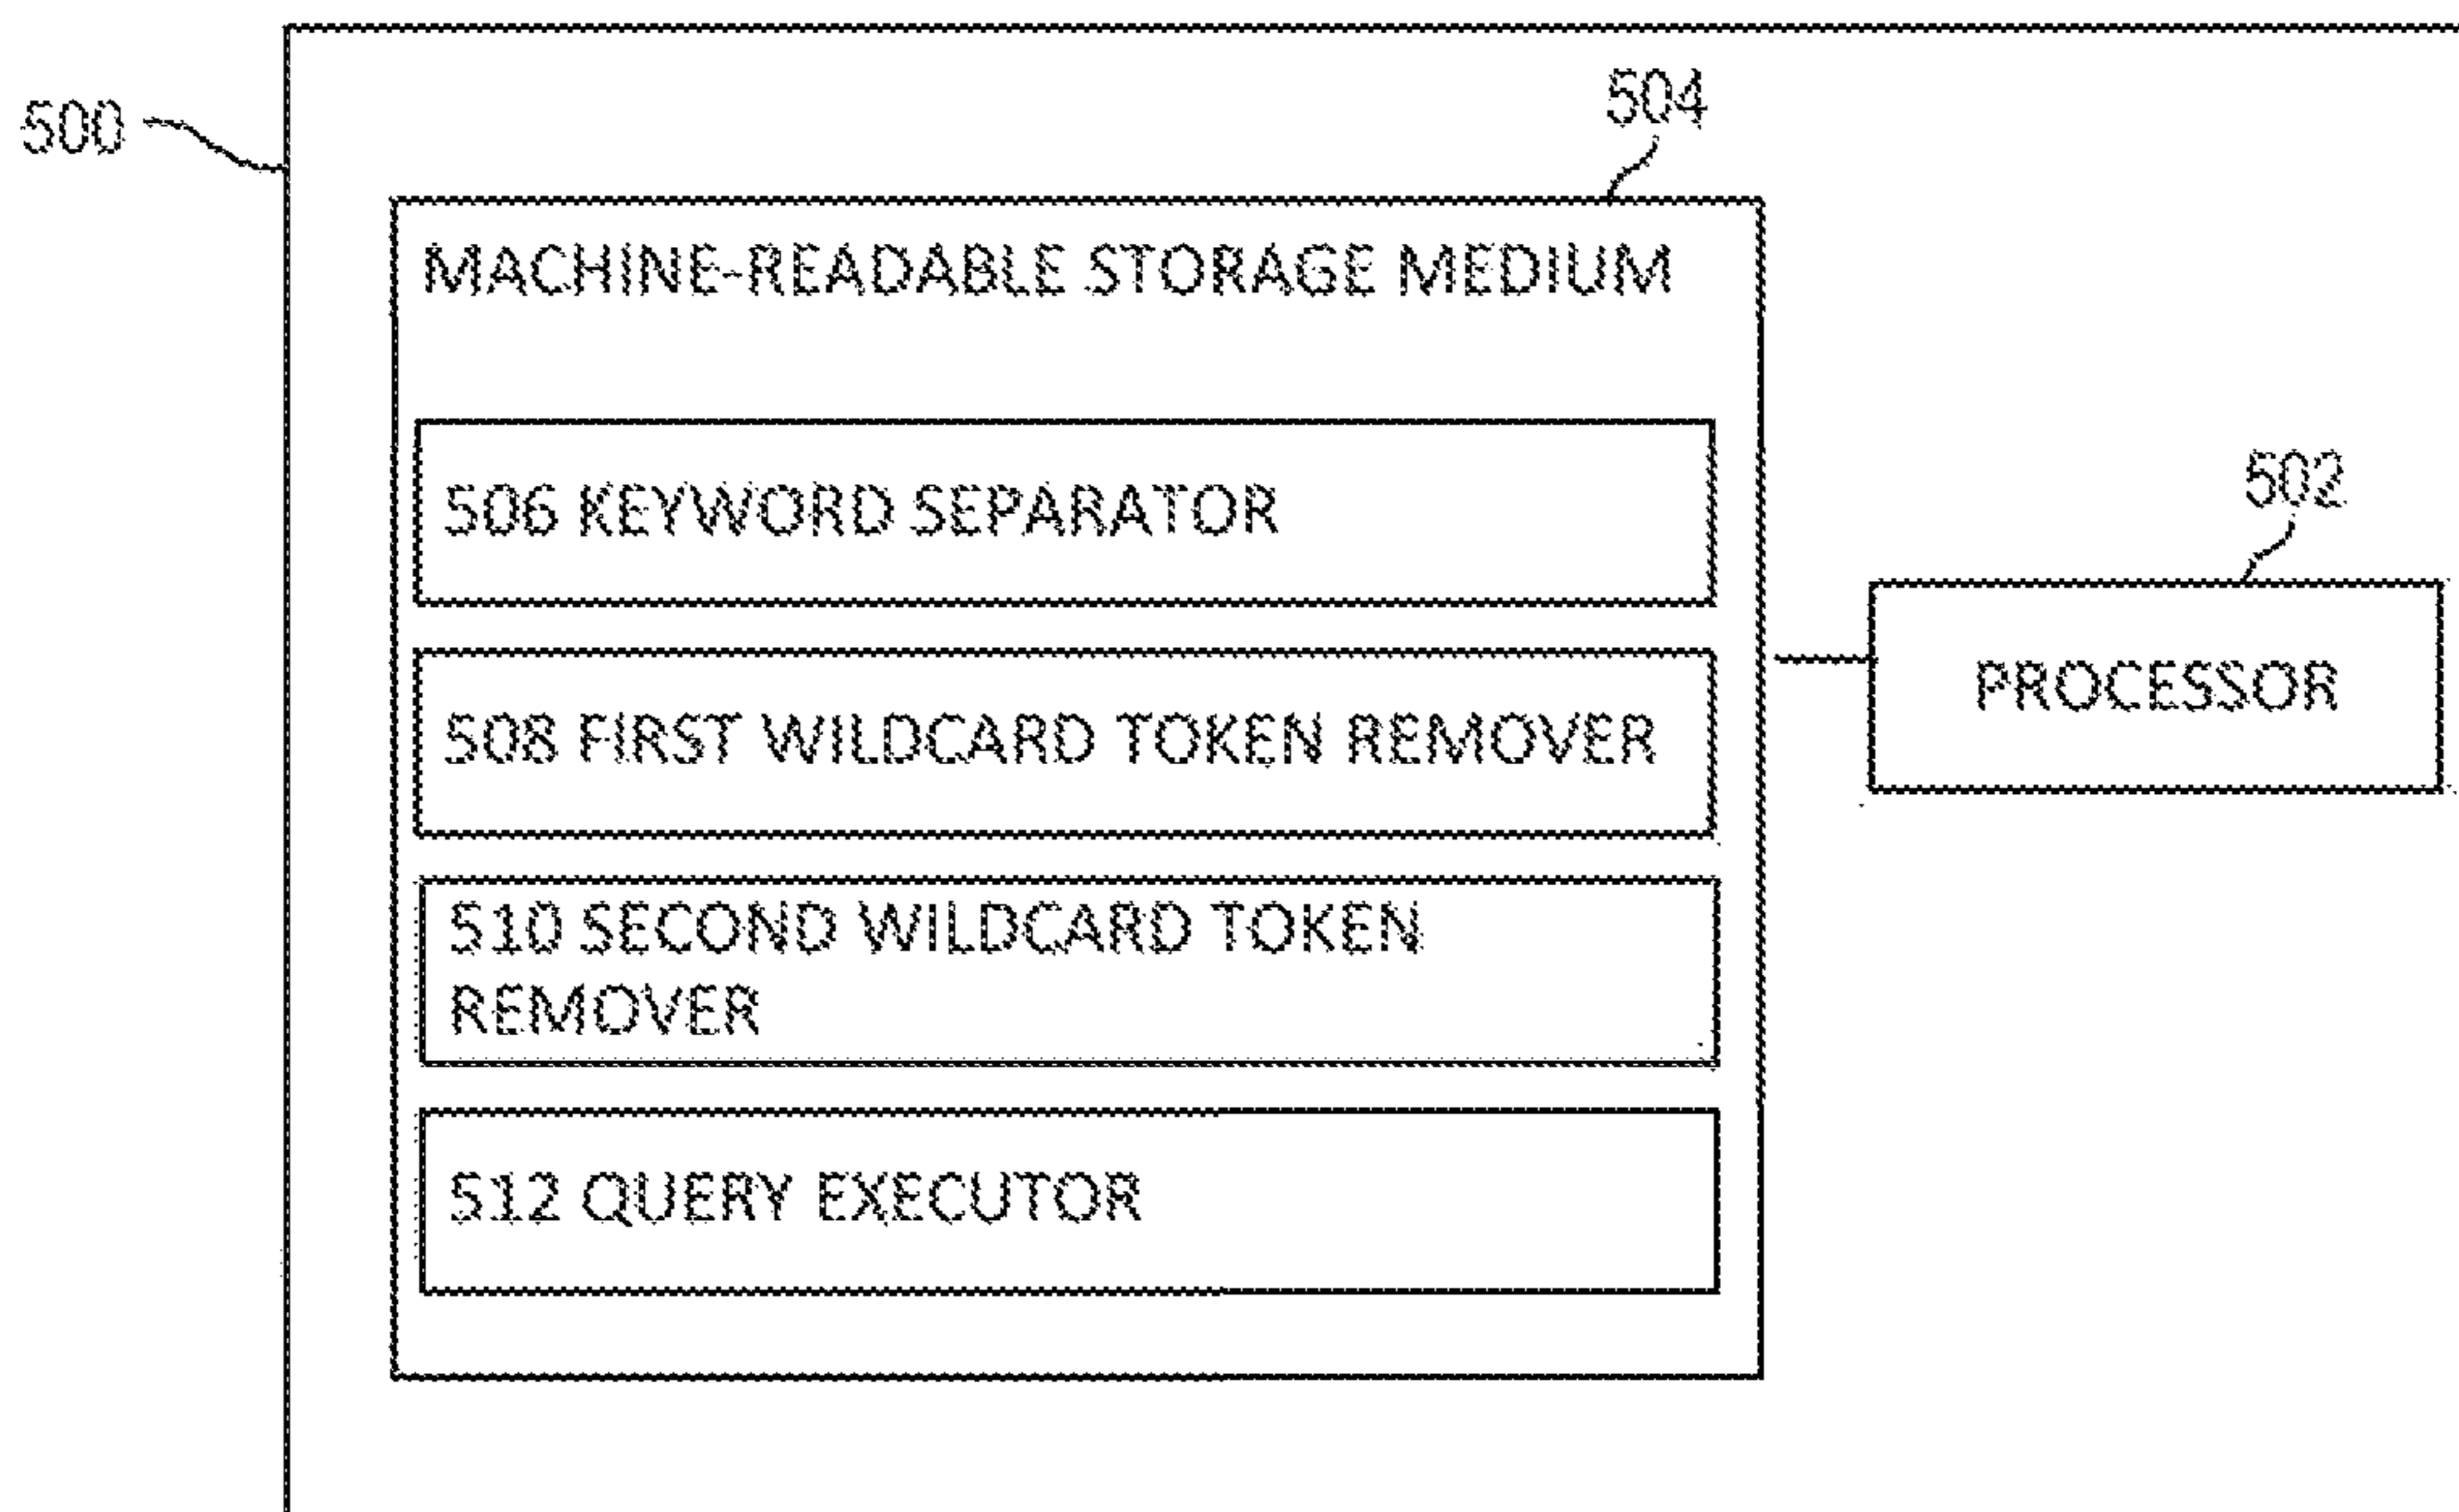 500
504
MACHINE-READABLE STORAGE MEDIUM
506 KEYWORD SEPARATOR
502
508 FIRST WILDCARD TOKEN REMOVER
PROCESSOR
510 SECOND WILDCARD TOKEN
REMOVER
512 QUERY EXECUTOR